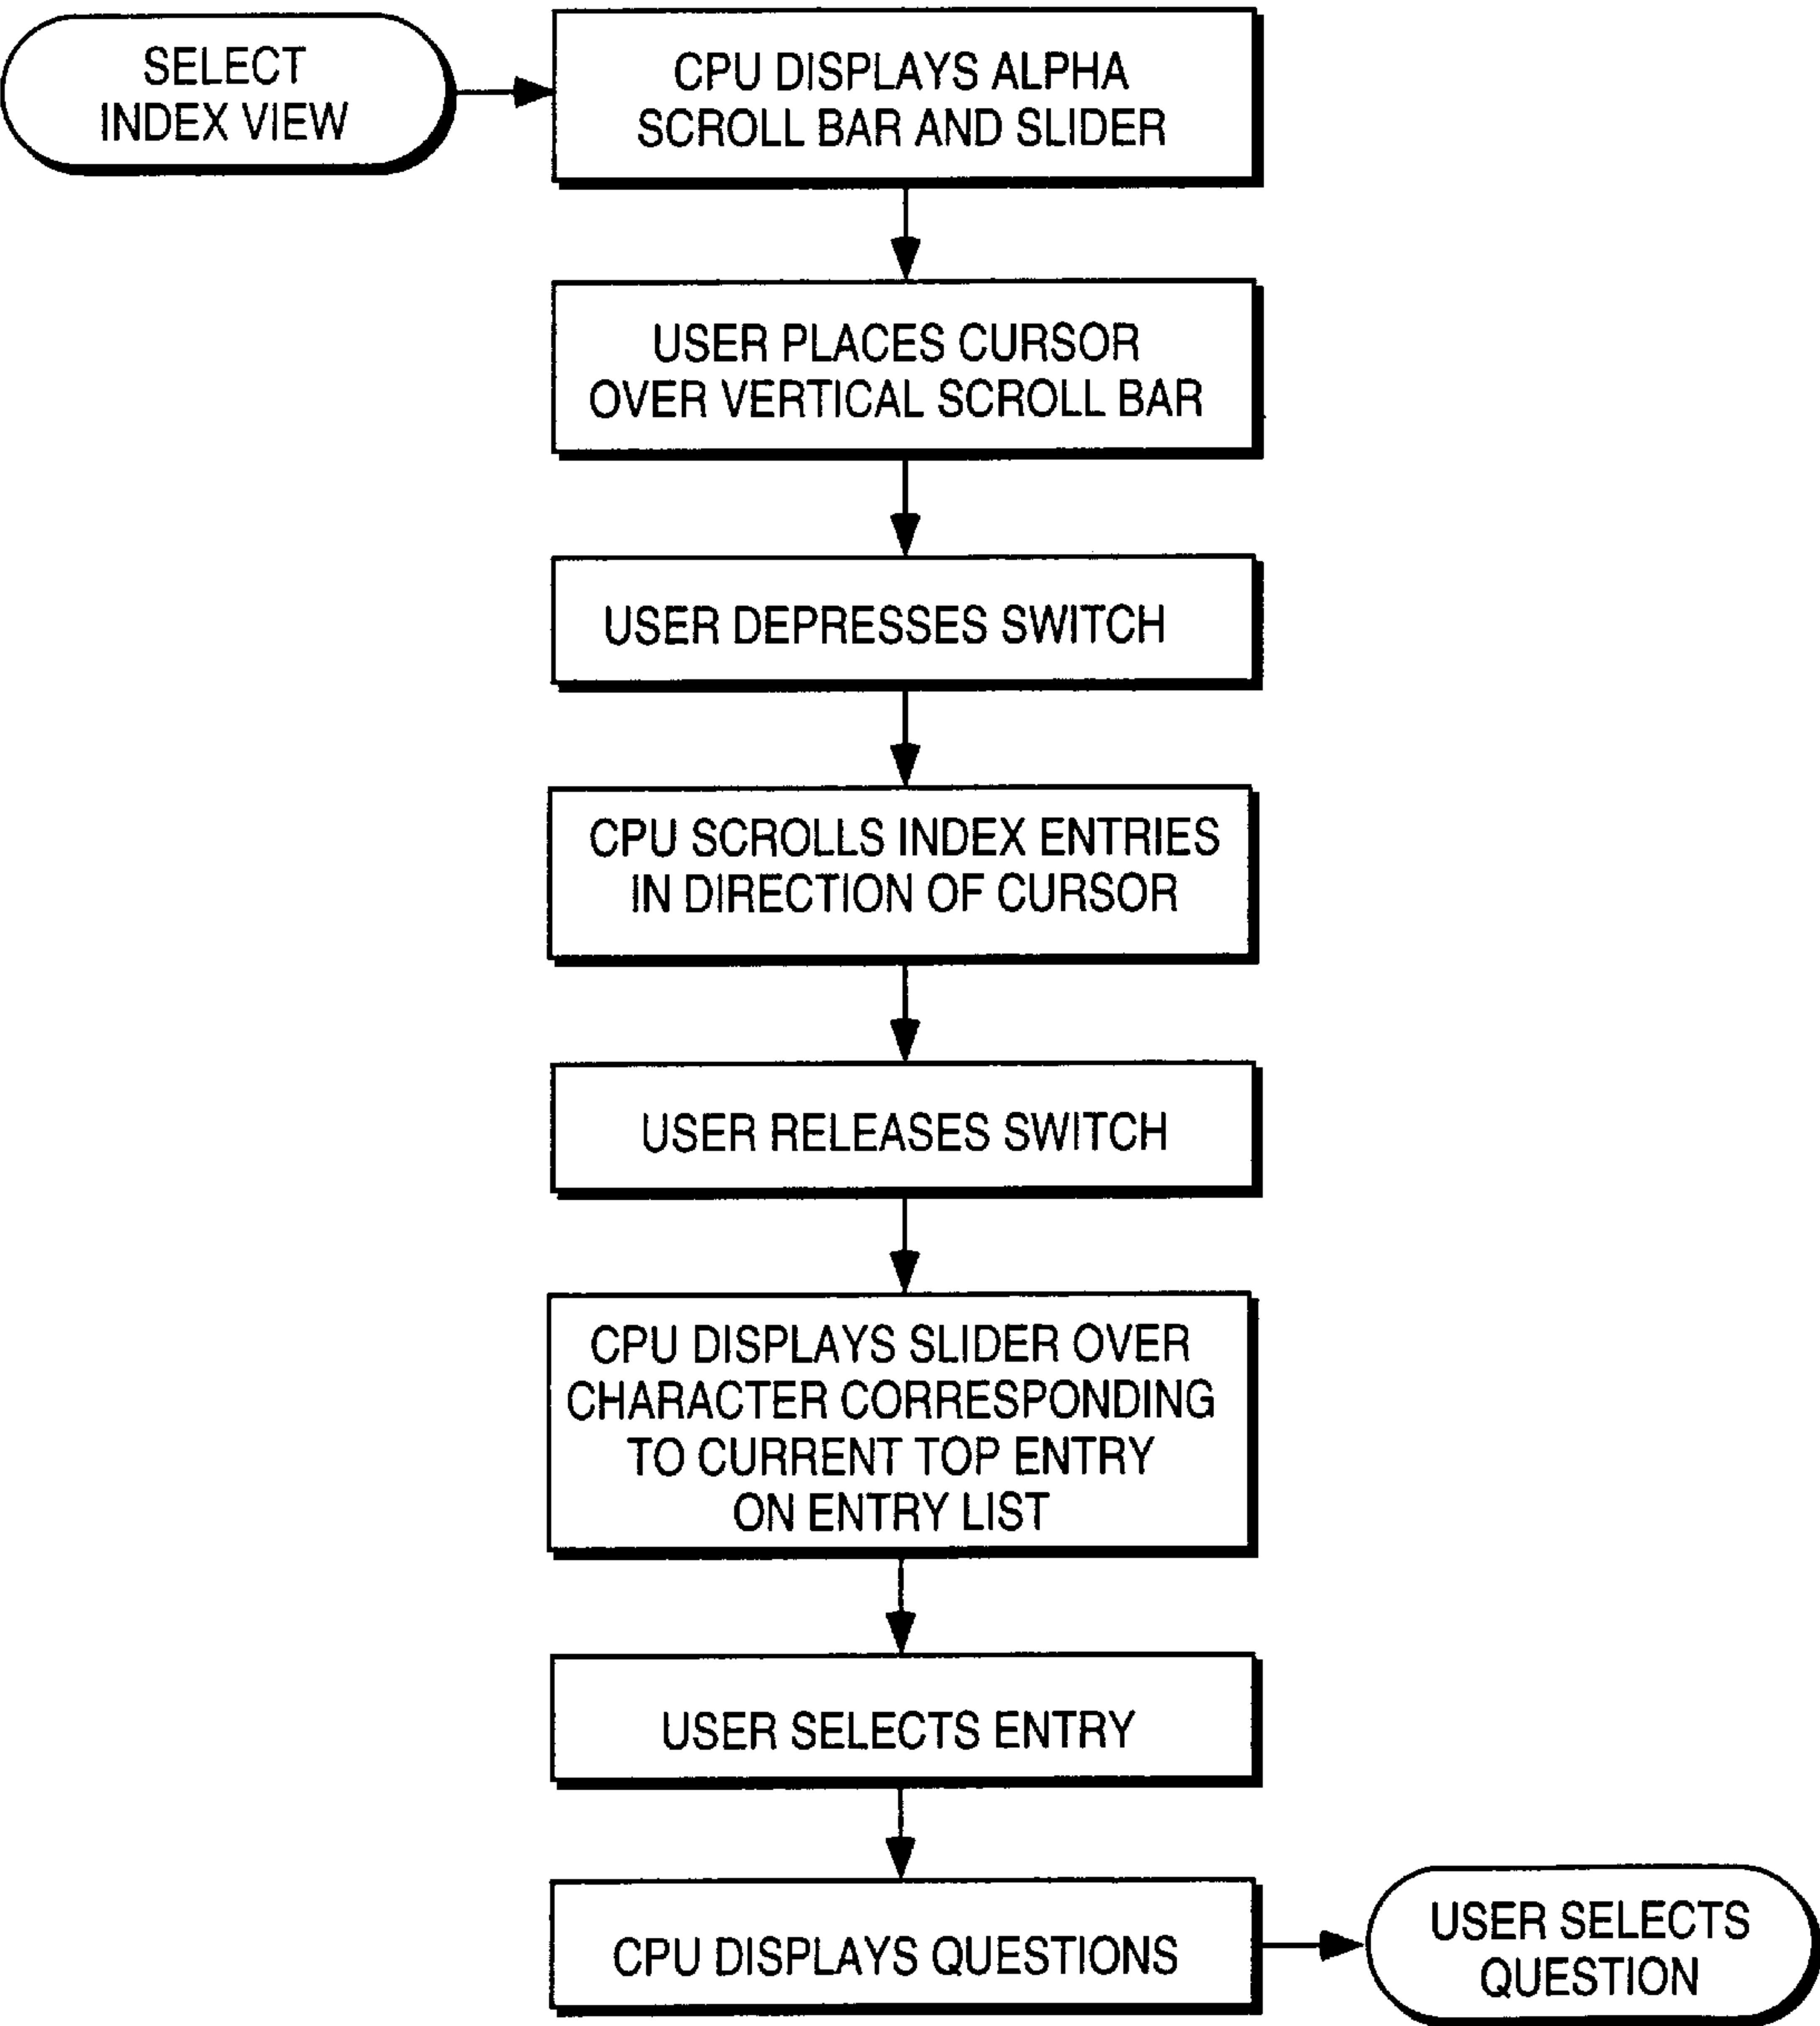 SELECT
INDEX VIEW
CPU DISPLAYS ALPHA
SCROLL BAR AND SLIDER
USER PLACES CURSOR
OVER VERTICAL SCROLL BAR
USER DEPRESSES SWITCH
CPU SCROLLS INDEX ENTRIES
IN DIRECTION OF CURSOR
USER RELEASES SWITCH
CPU DISPLAYS SLIDER OVER
CHARACTER CORRESPONDING
TO CURRENT TOP ENTRY
ON ENTRY LIST
USER SELECTS ENTRY
CPU DISPLAYS QUESTIONS
USER SELECTS
QUESTION